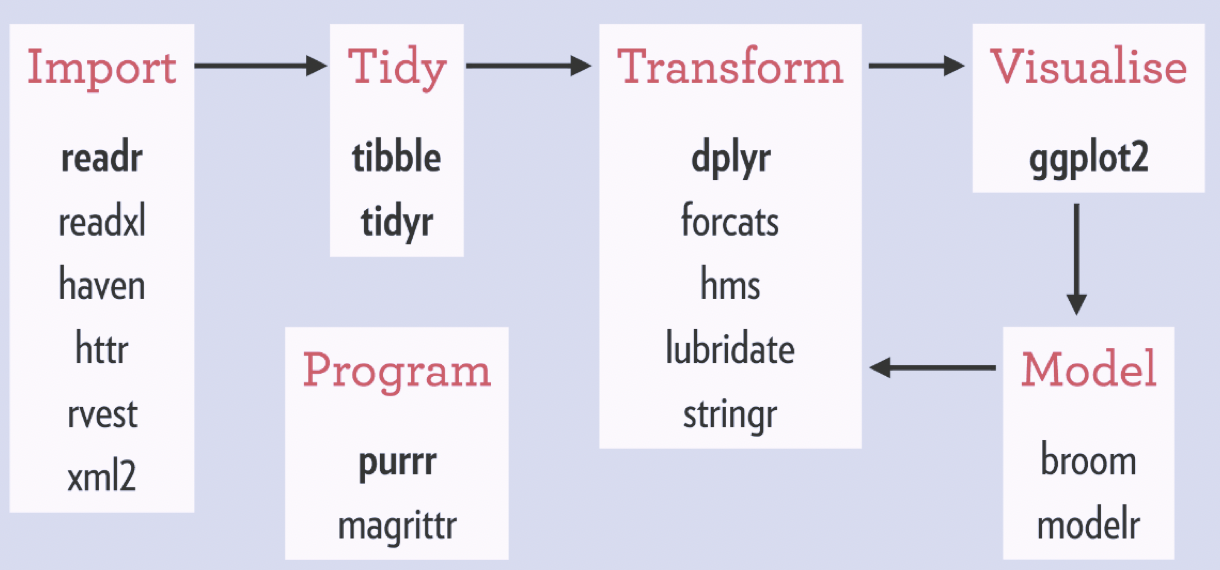 Import
readr
readxl
haven
httr
rvest
xml2
Tidy
tibble
tidyr
Program
purrr
magrittr
Transform
dplyr
forcats
hms
lubridate
stringr
Visualise
ggplot2
Model
broom
modelr